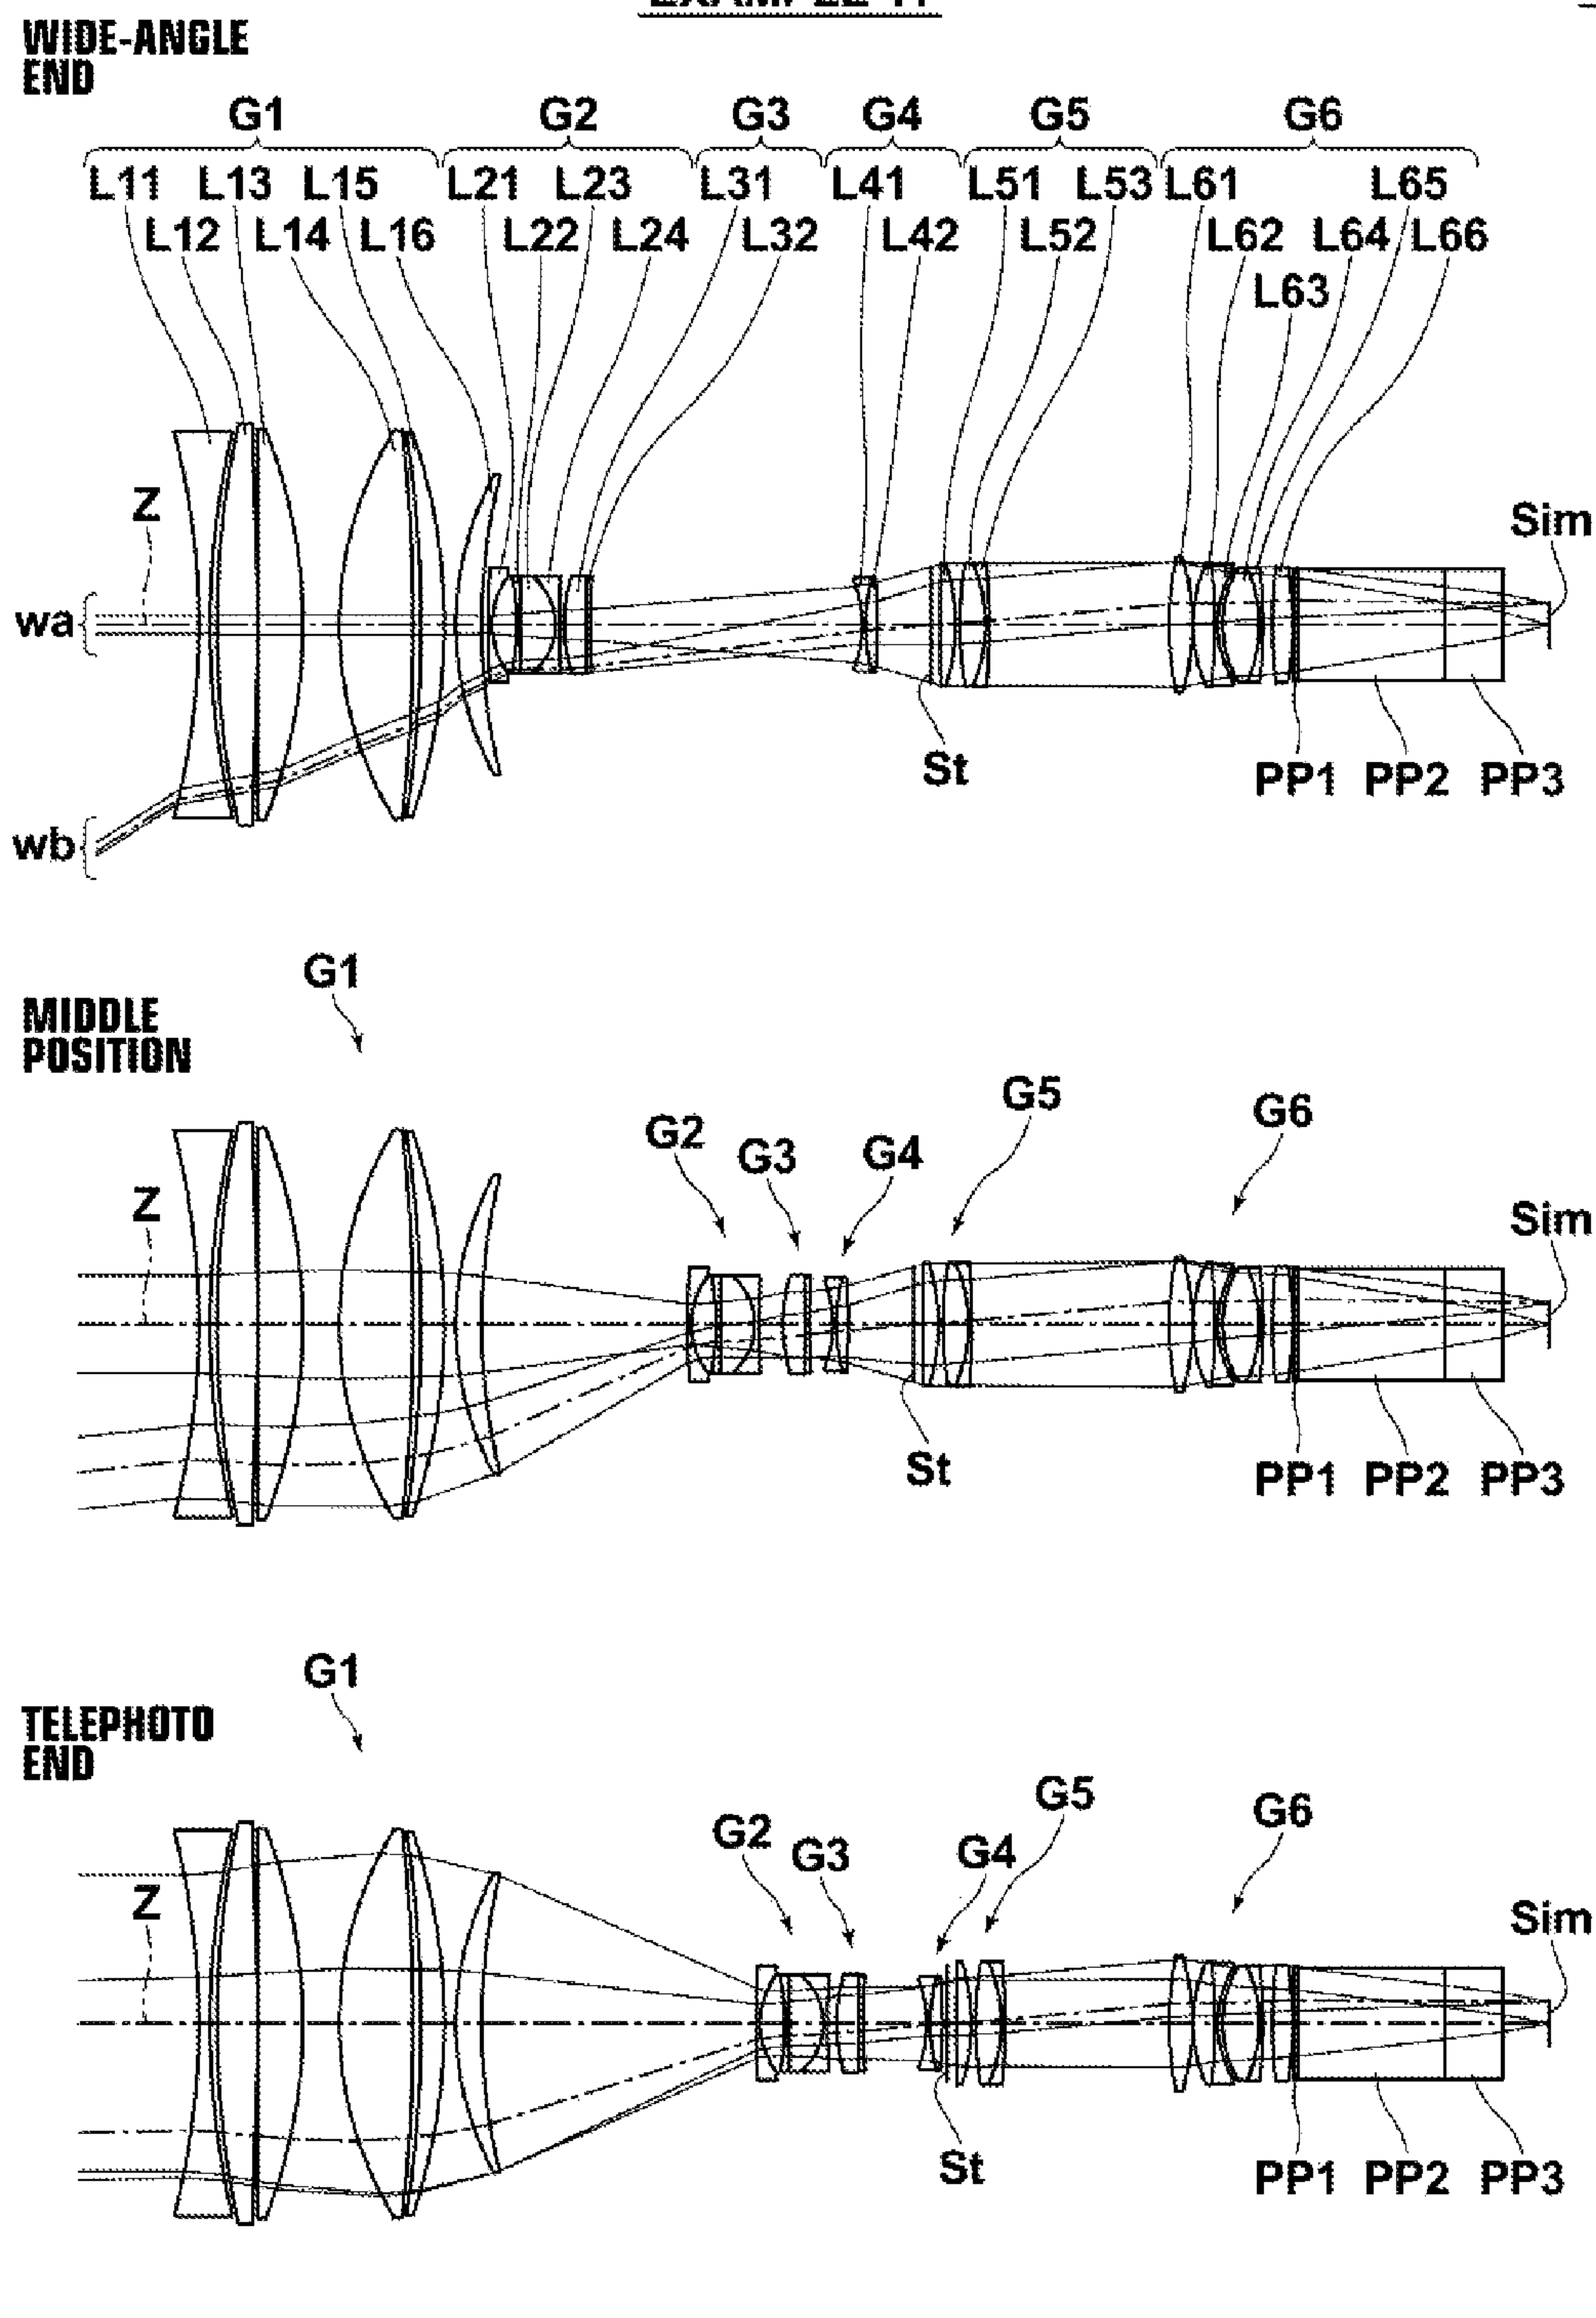 WIDE-ANGLE
END
G1 G2 G3 G4 G5 G6
L11 L13 L15 L21 L23 L31 L41 L51 L53 L61 L65
L12 L14 L16 L22 L24 L32 L42 L52 L62 L64 L66
L63
Z
Sim
wa
St
PP1 PP2 PP3
wb
G1
MIDDLE
POSITION
G5
G6
G2
G3
G4
Z
Sim
St
PP1 PP2 PP3
G1
TELEPHOTO
END
G5
G6
G2
G3
G4
Z
Sim
St
PP1 PP2 PP3